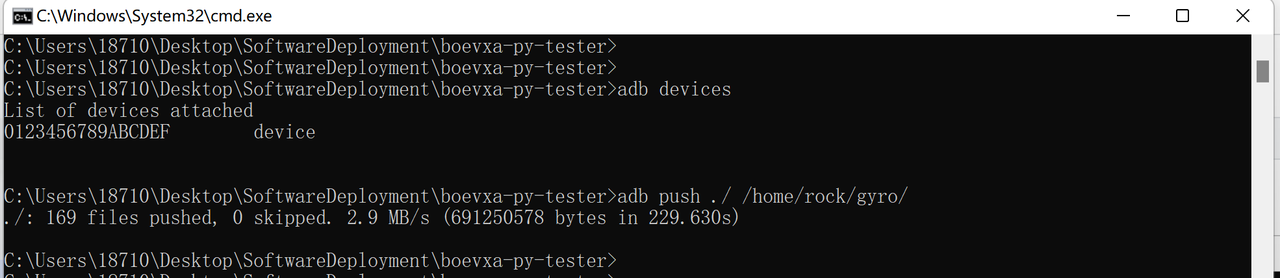 C:\Windows\System32\cmd.exe
C:\Users\18710\Desktop\SoftwareDeployment\boevxa-py-tester>
C:\Users\18710\Desktop\SoftwareDeployment\boevxa-py-tester>
C:\Users\18710\Desktop\SoftwareDeployment\boevxa-py-tester>adb devices
List of devices attached
0123456789ABCDEF        device
C:\Users\18710\Desktop\SoftwareDeployment\boevxa-py-tester>adb push ./ /home/rock/gyro/
./: 169 files pushed, 0 skipped. 2.9 MB/s (691250578 bytes in 229.630s)
C:\Users\18710\Desktop\SoftwareDeployment\boevxa-py-tester>